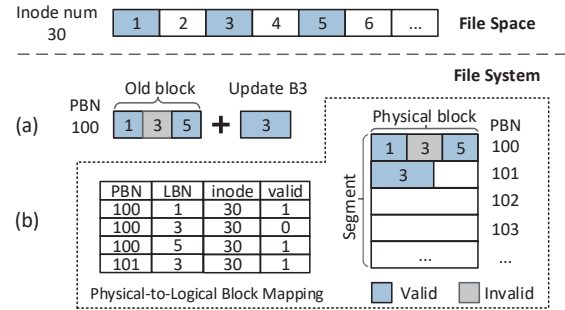 Inode num
30
1 2 3 4 5 6 ...
File Space
File System
Old block
Update B3
PBN
100
(a)
1 3 5 + 3
Physical block
PBN
1 3 5 100
3 101
102
103
... ...
Segment
(b)
PBN LBN inode valid
100 1 30 1
100 3 30 0
100 5 30 1
101 3 30 1
Physical-to-Logical Block Mapping
Valid Invalid